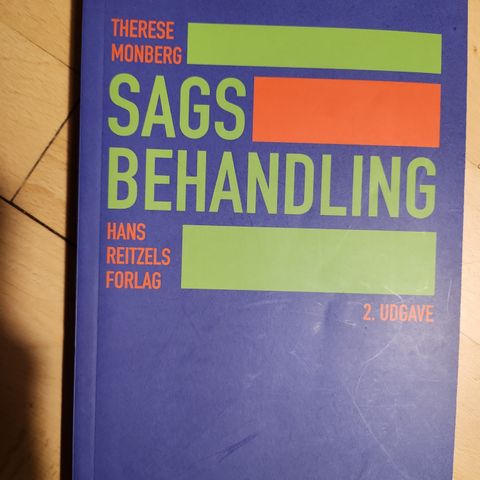 THERESE
MONBERG
SAGS
BEHANDLING
HANS
REITZELS
FORLAG
2. UDGAVE